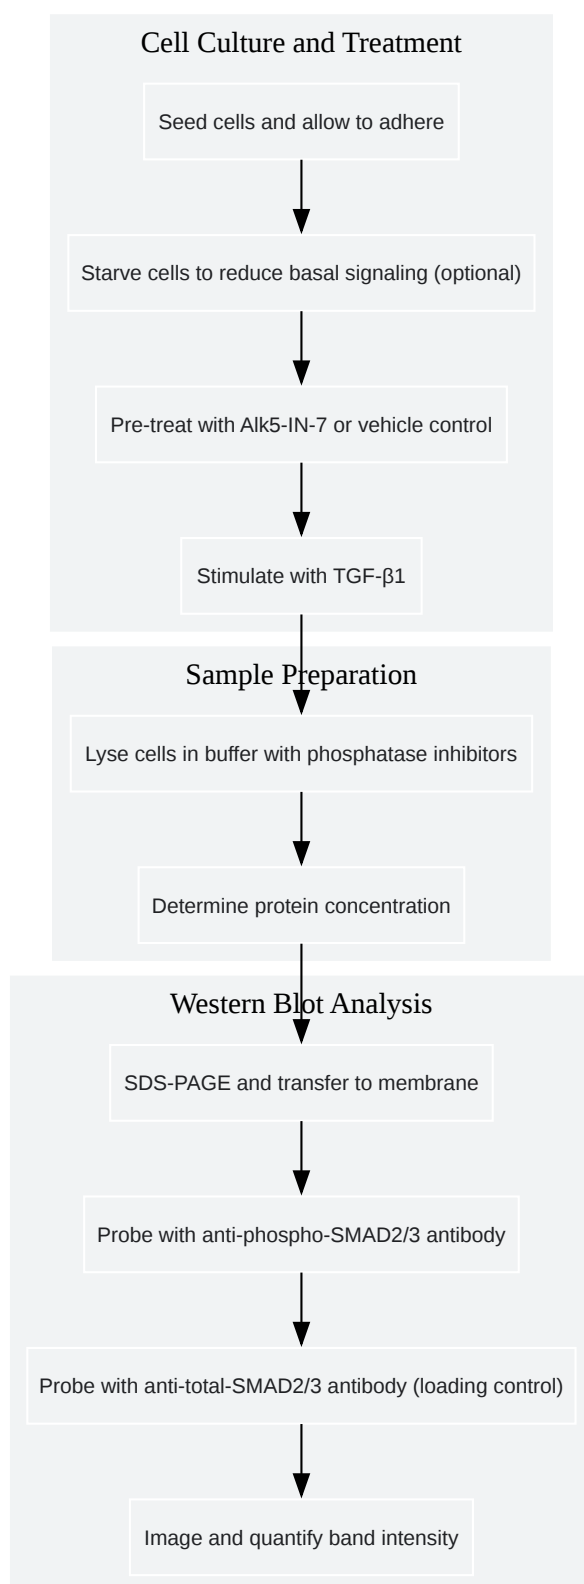 Cell Culture and Treatment
Seed cells and allow to adhere
Starve cells to reduce basal signaling (optional)
Pre-treat with Alk5-IN-7 or vehicle control
Stimulate with TGF-β1
Sample Preparation
Lyse cells in buffer with phosphatase inhibitors
Determine protein concentration
Western Blot Analysis
SDS-PAGE and transfer to membrane
Probe with anti-phospho-SMAD2/3 antibody
Probe with anti-total-SMAD2/3 antibody (loading control)
Image and quantify band intensity